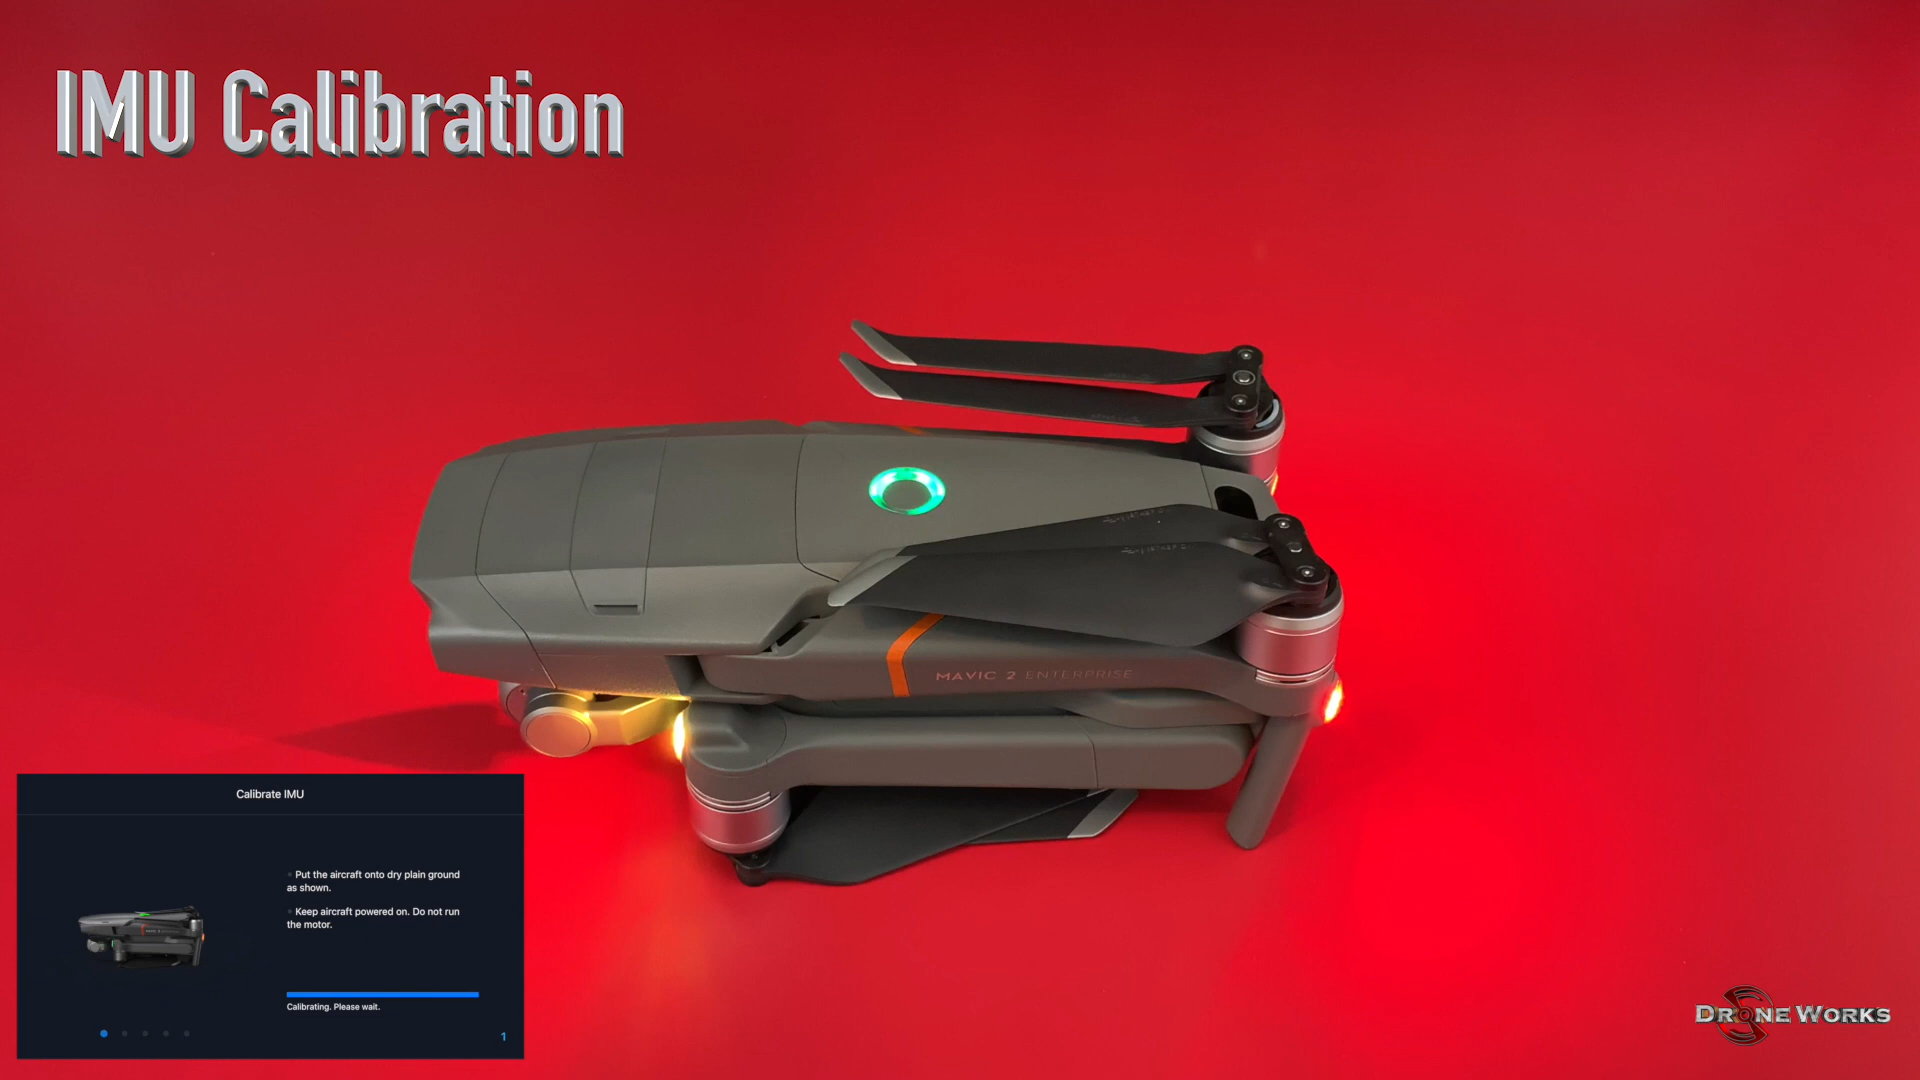 IMU Calibration
MAVIC 2 ENTERPRISE
Calibrate IMU
Put the aircraft onto dry plain ground
as shown.
Keep aircraft powered on. Do not run
the motor.
Calibrating. Please wait.
1
DRONE WORKS